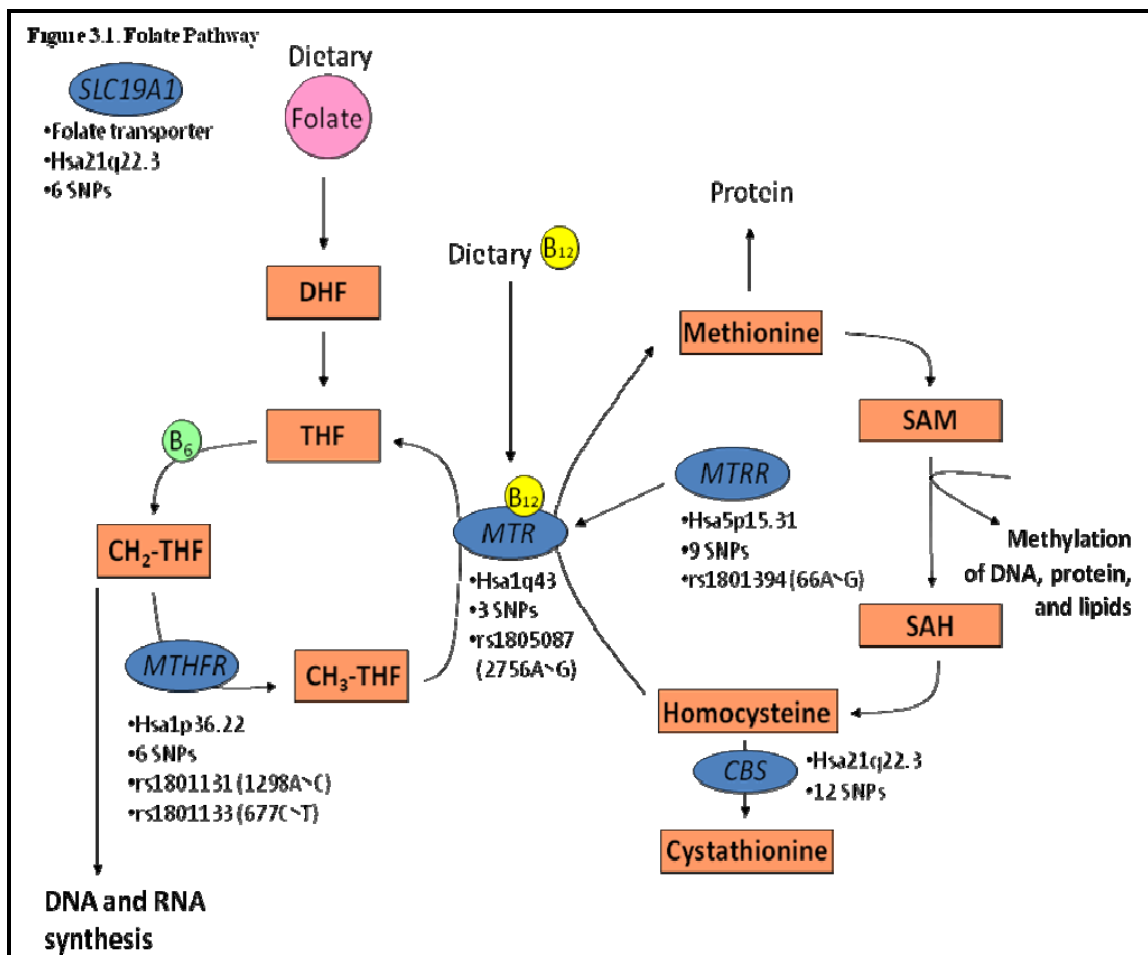 Figure 3.1. Folate Pathway
SLC19A1
•Folate transporter
•Hsa21q22.3
•6 SNPs
Dietary
Folate
DHF
THF
B₆
CH₂-THF
MTHFR
•Hsa1p36.22
•6 SNPs
•rs1801131 (1298A>C)
•rs1801133 (677C>T)
DNA and RNA
synthesis
CH₃-THF
Dietary B₁₂
B₁₂
MTR
•Hsa1q43
•3 SNPs
•rs1805087
(2756A>G)
MTRR
•Hsa5p15.31
•9 SNPs
•rs1801394 (66A>G)
Protein
Methionine
SAM
Methylation
of DNA, protein,
and lipids
SAH
Homocysteine
CBS
•Hsa21q22.3
•12 SNPs
Cystathionine